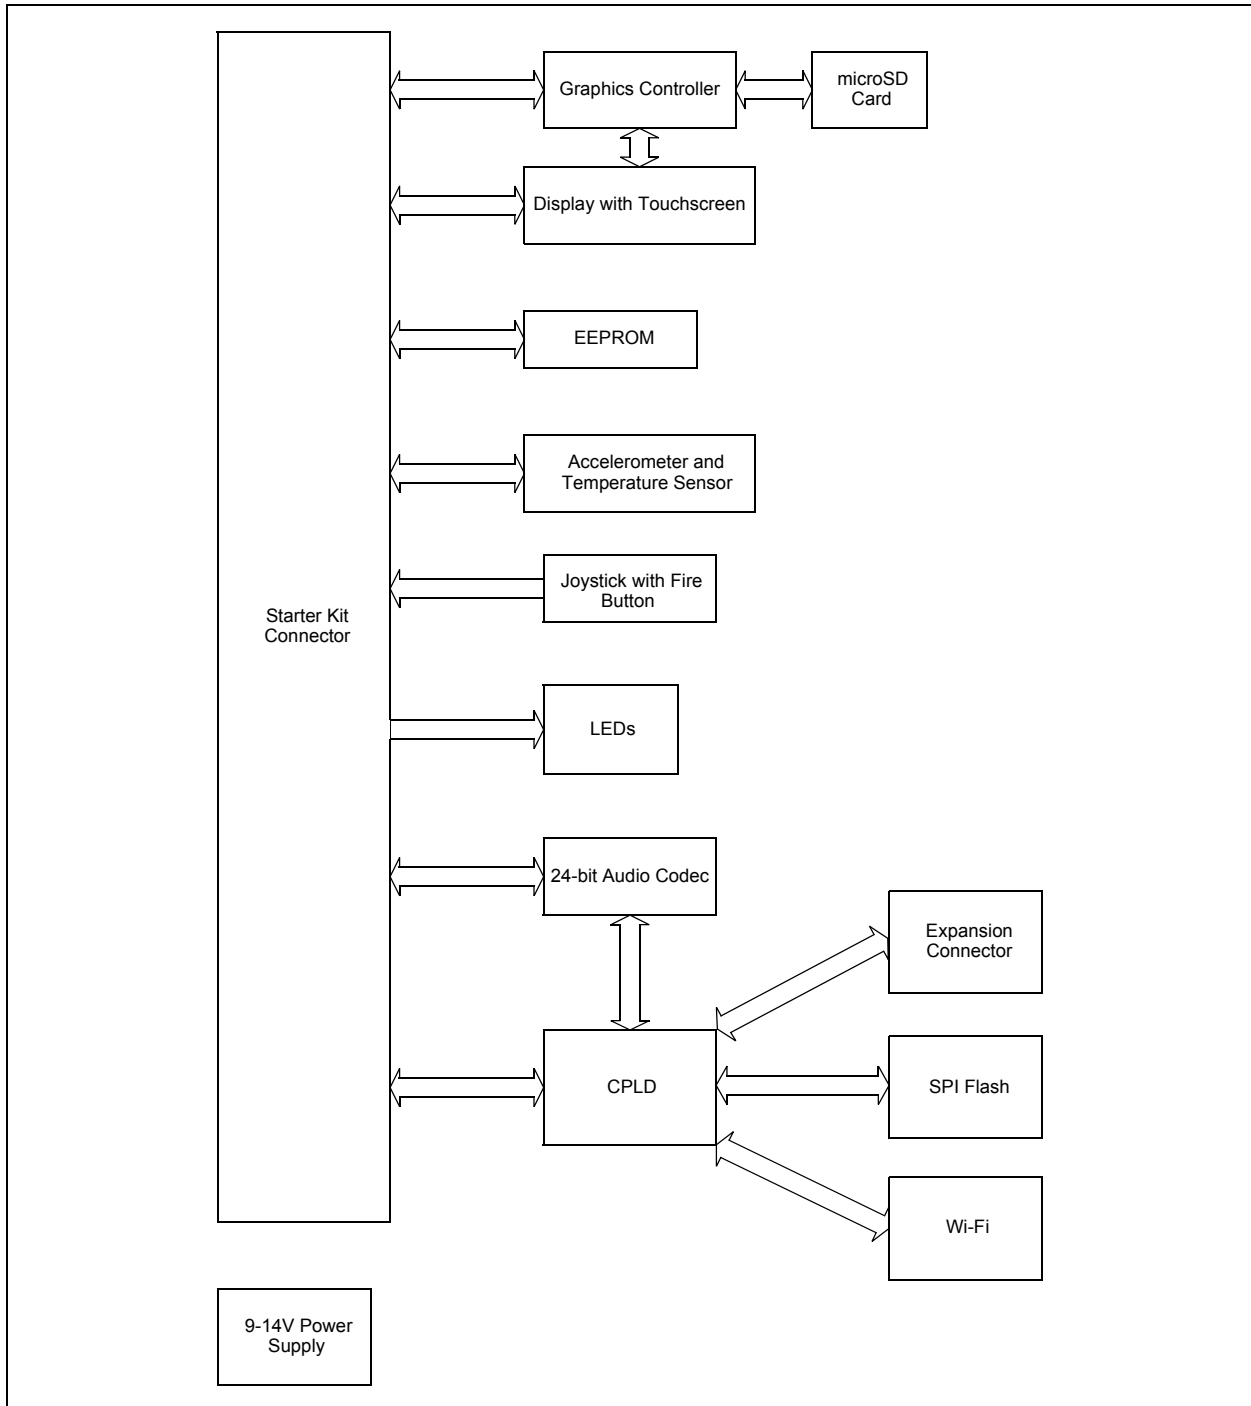 Graphics Controller
microSD
Card
Display with Touchscreen
EEPROM
Accelerometer and
Temperature Sensor
Joystick with Fire
Button
Starter Kit
Connector
LEDs
24-bit Audio Codec
Expansion
Connector
CPLD
SPI Flash
Wi-Fi
9-14V Power
Supply